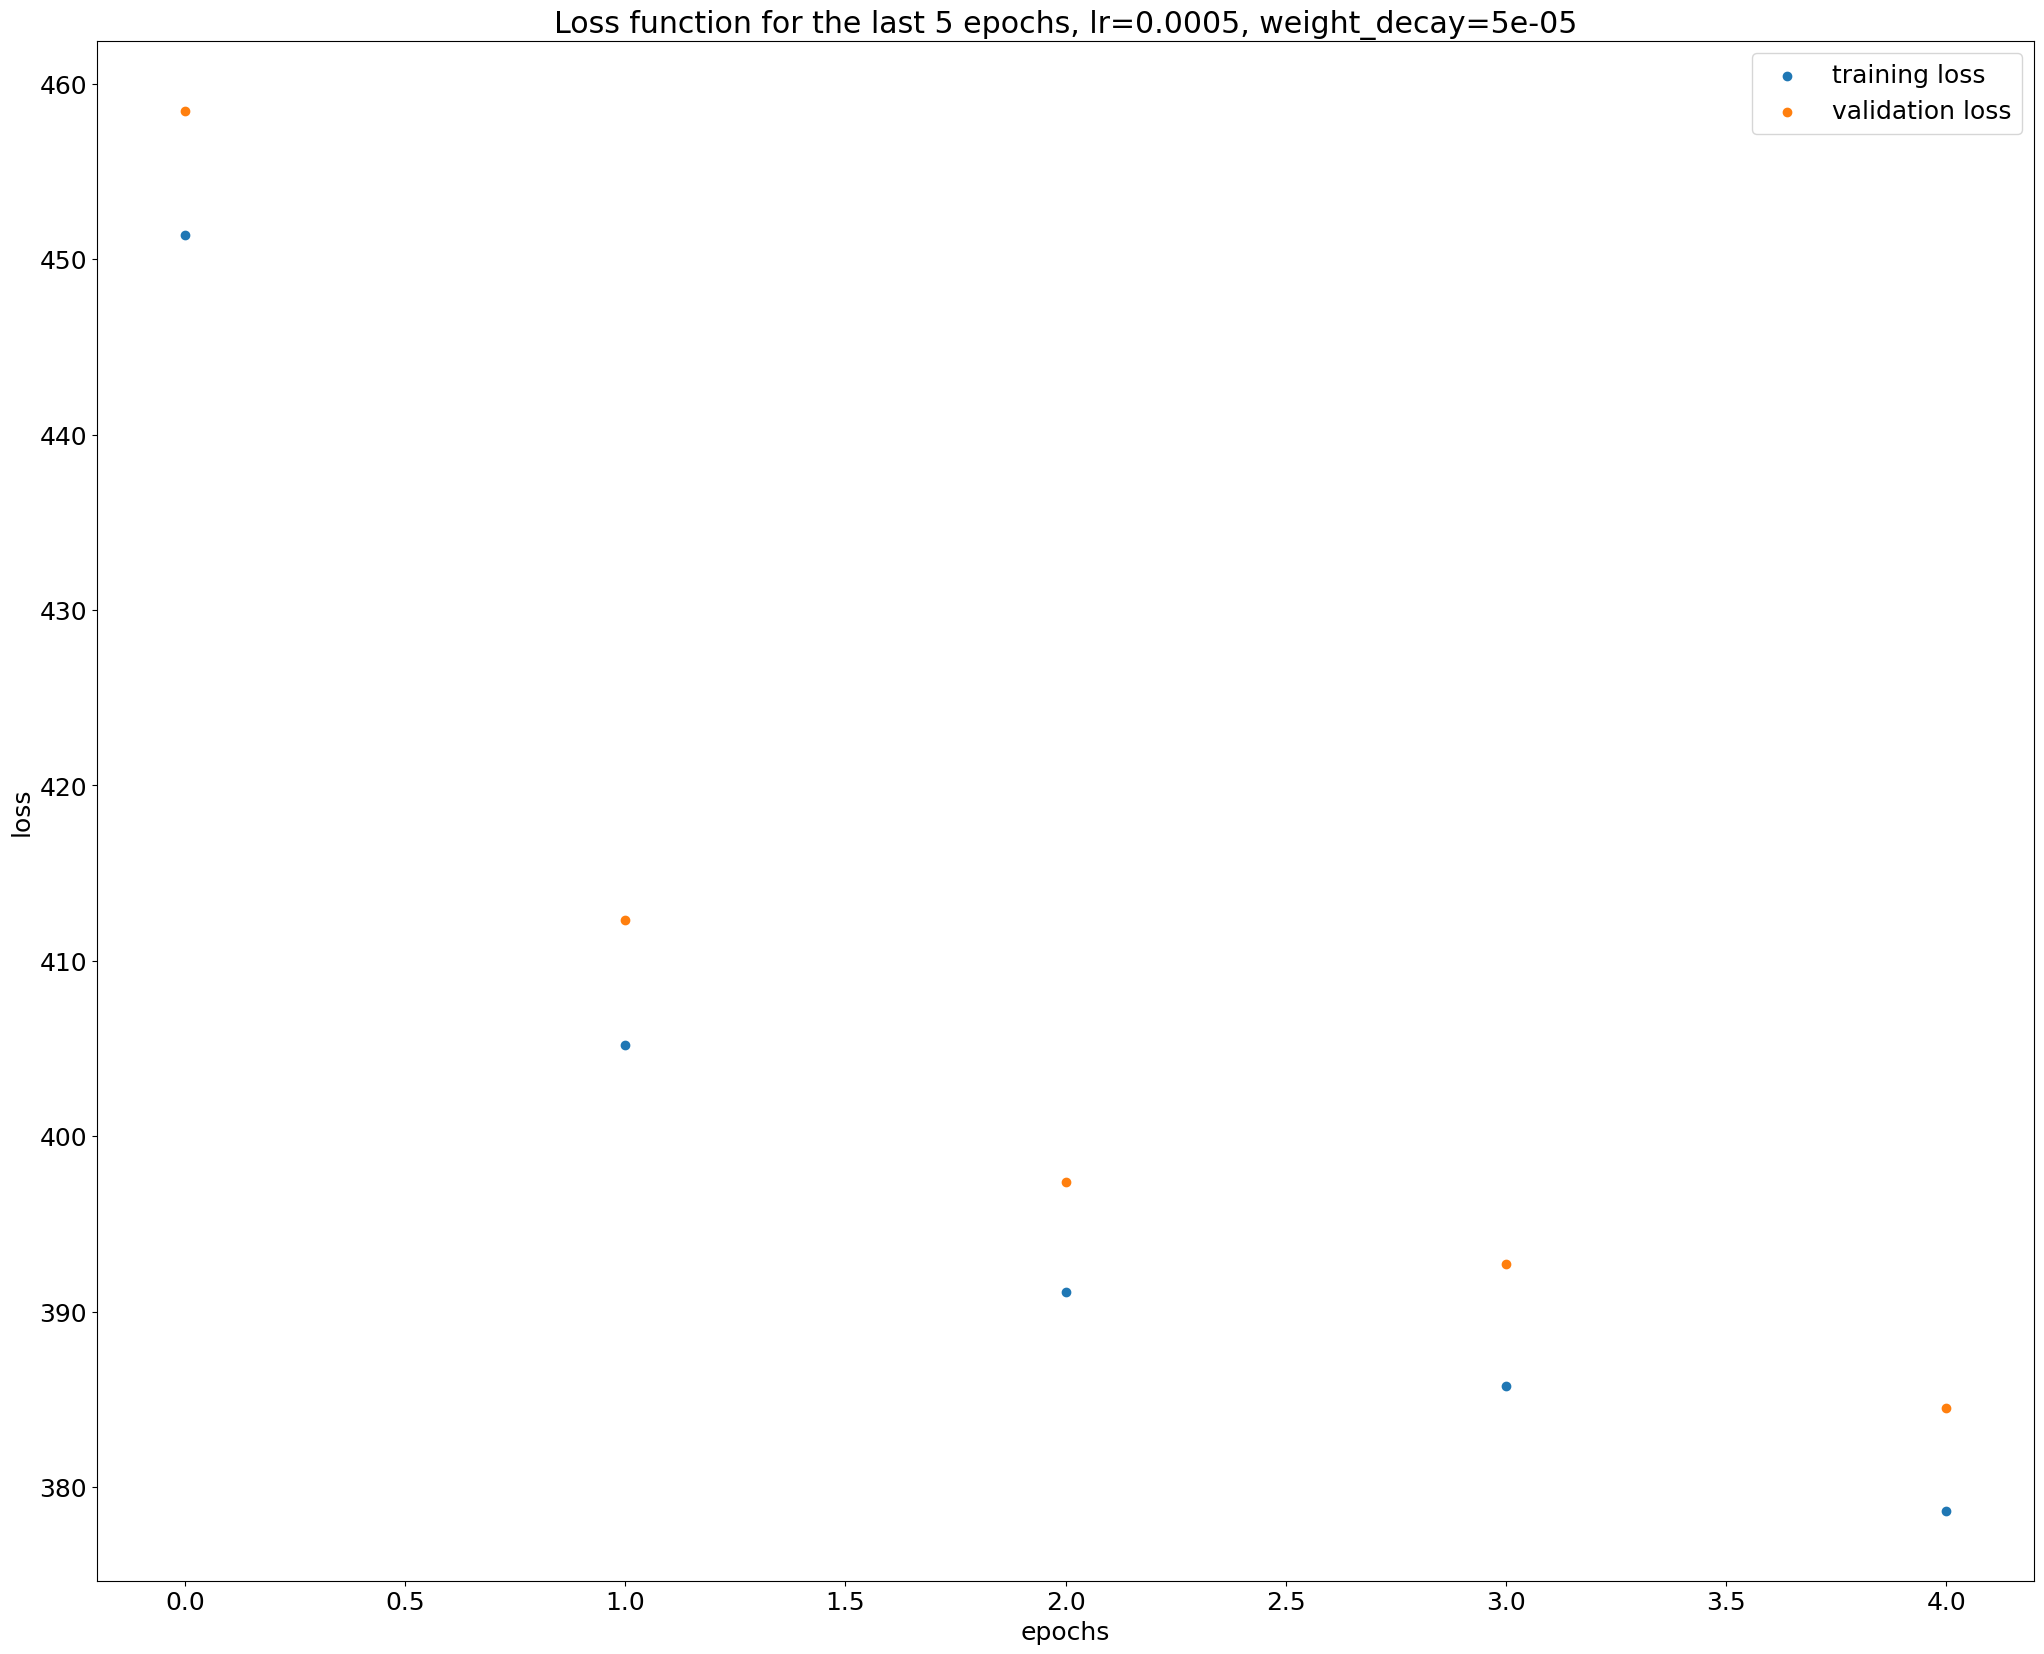 Loss function for the last 5 epochs, lr=0.0005, weight_decay=5e-05
training loss
validation loss
460
450
440
430
420
410
400
390
380
loss
0.0 0.5 1.0 1.5 2.0 2.5 3.0 3.5 4.0
epochs